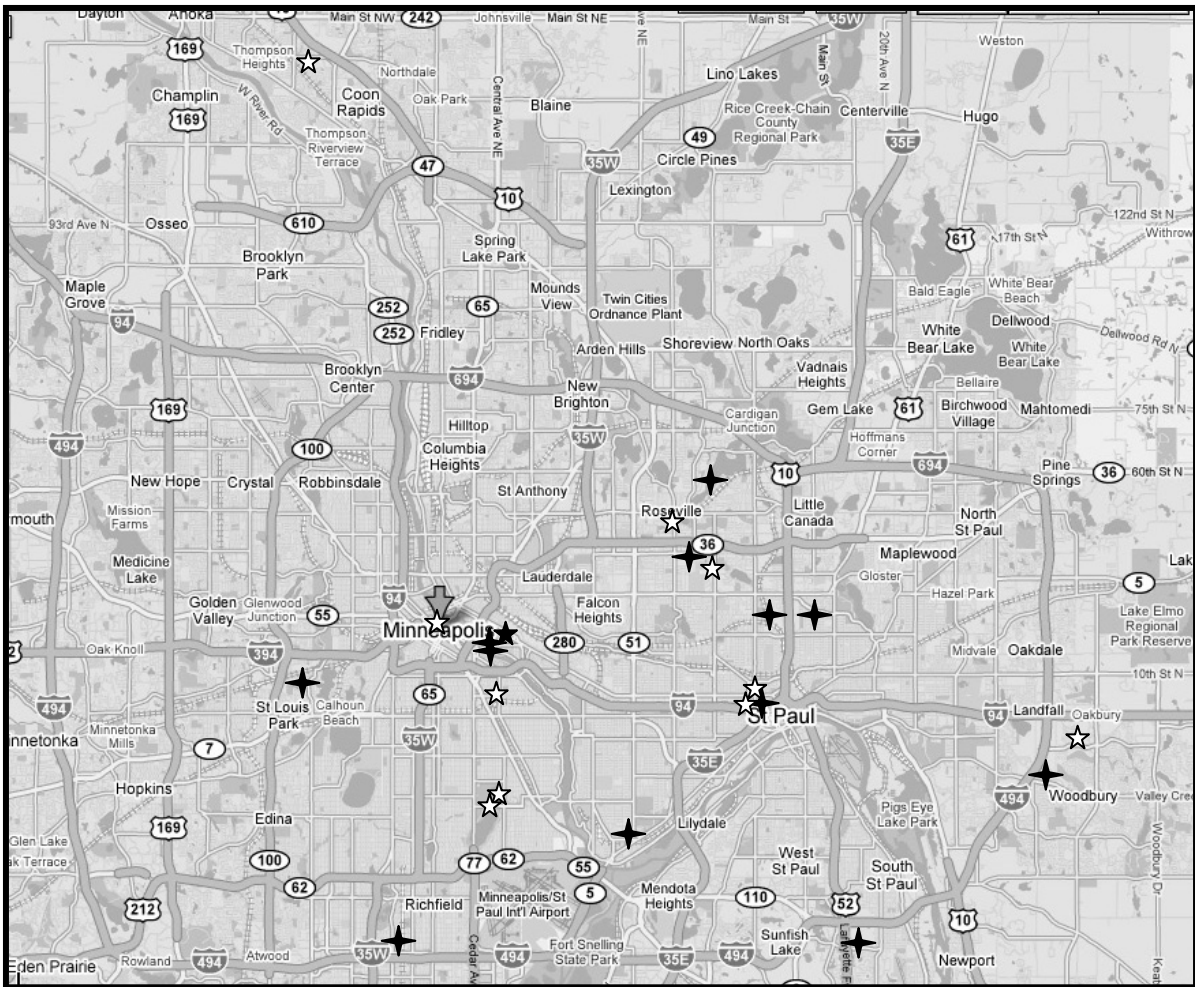 Dayton
Anoka
Main St NW
242
Johnsville
Main St NE
Main St
35W
169
Thompson
Heights
Northdale
Lino Lakes
Main St
20th Ave N
Weston
Champlin
169
W River Rd
Coon
Rapids
Oak Park
Central Ave NE
Blaine
Rice Creek-Chain
County
Regional Park
Centerville
Hugo
Thompson
Riverview
Terrace
47
35W
49
Circle Pines
35E
10
Lexington
93rd Ave N
Osseo
610
122nd St N
Withrow
61
Brooklyn
Park
Spring
Lake Park
Maple
Grove
252
65
Mounds
View
Twin Cities
Ordnance Plant
Bald Eagle
White Bear
Beach
94
252
Fridley
Dellwood
Dellwood Rd N
Arden Hills
Shoreview
North Oaks
White
Bear Lake
White
Bear Lake
Brooklyn
Center
694
New
Brighton
Vadnais
Heights
Bellaire
169
Cardigan
Junction
Gem Lake
61
Birchwood
Village
Mahtomedi
75th St N
Hilltop
494
100
Columbia
Heights
35W
Hoffmans
Corner
New Hope
Crystal
Robbinsdale
St Anthony
10
694
Pine
Springs
36
60th St N
mouth
Mission
Farms
Roseville
Little
Canada
North
St Paul
Medicine
Lake
36
Maplewood
Lauderdale
Gloster
5
Golden
Valley
Glenwood
Junction
55
94
Minneapolis
Falcon
Heights
Hazel Park
Lake Elmo
Regional
Park Reserve
Oak Knoll
394
280
51
Midvale
Oakdale
10th St N
494
St Louis
Park
Calhoun
Beach
65
94
St Paul
94
Landfall
Oakbury
nnetonka
Minnetonka
Mills
7
35W
35E
Hopkins
494
Woodbury
169
Edina
Lilydale
Pigs Eye
Lake Park
Glen Lake
100
62
77
62
55
West
St Paul
South
St Paul
Woodbury Dr
212
Richfield
Minneapolis/St
Paul Int'l Airport
5
Mendota
Heights
110
52
10
Eden Prairie
Rowland
494
Atwood
35W
494
Fort Snelling
State Park
35E
494
Sunfish
Lake
Newport